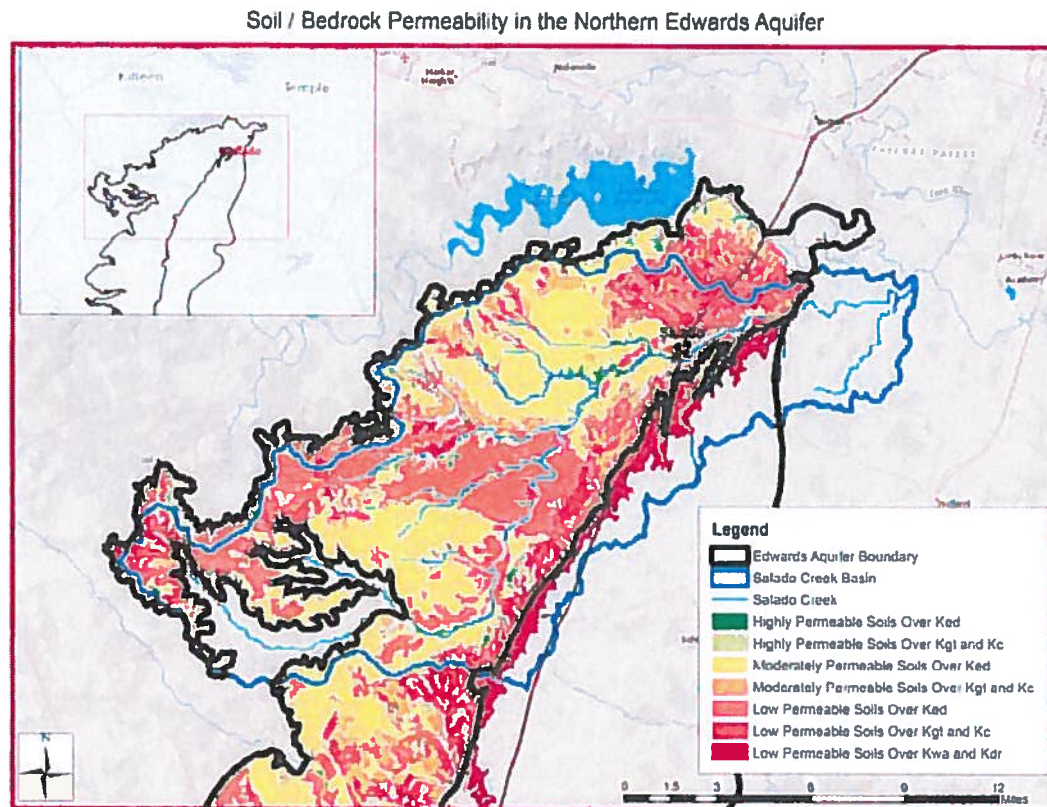 Soil / Bedrock Permeability in the Northern Edwards Aquifer
Killeen
Temple
Harker
Heights
Salado
Salado
Legend
Edwards Aquifer Boundary
Salado Creek Basin
Salado Creek
Highly Permeable Soils Over Ked
Highly Permeable Soils Over Kgt and Kc
Moderately Permeable Soils Over Ked
Moderately Permeable Soils Over Kgt and Kc
Low Permeable Soils Over Ked
Low Permeable Soils Over Kgt and Kc
Low Permeable Soils Over Kwa and Kdr
N
0 1.5 3 6 9 12
Miles